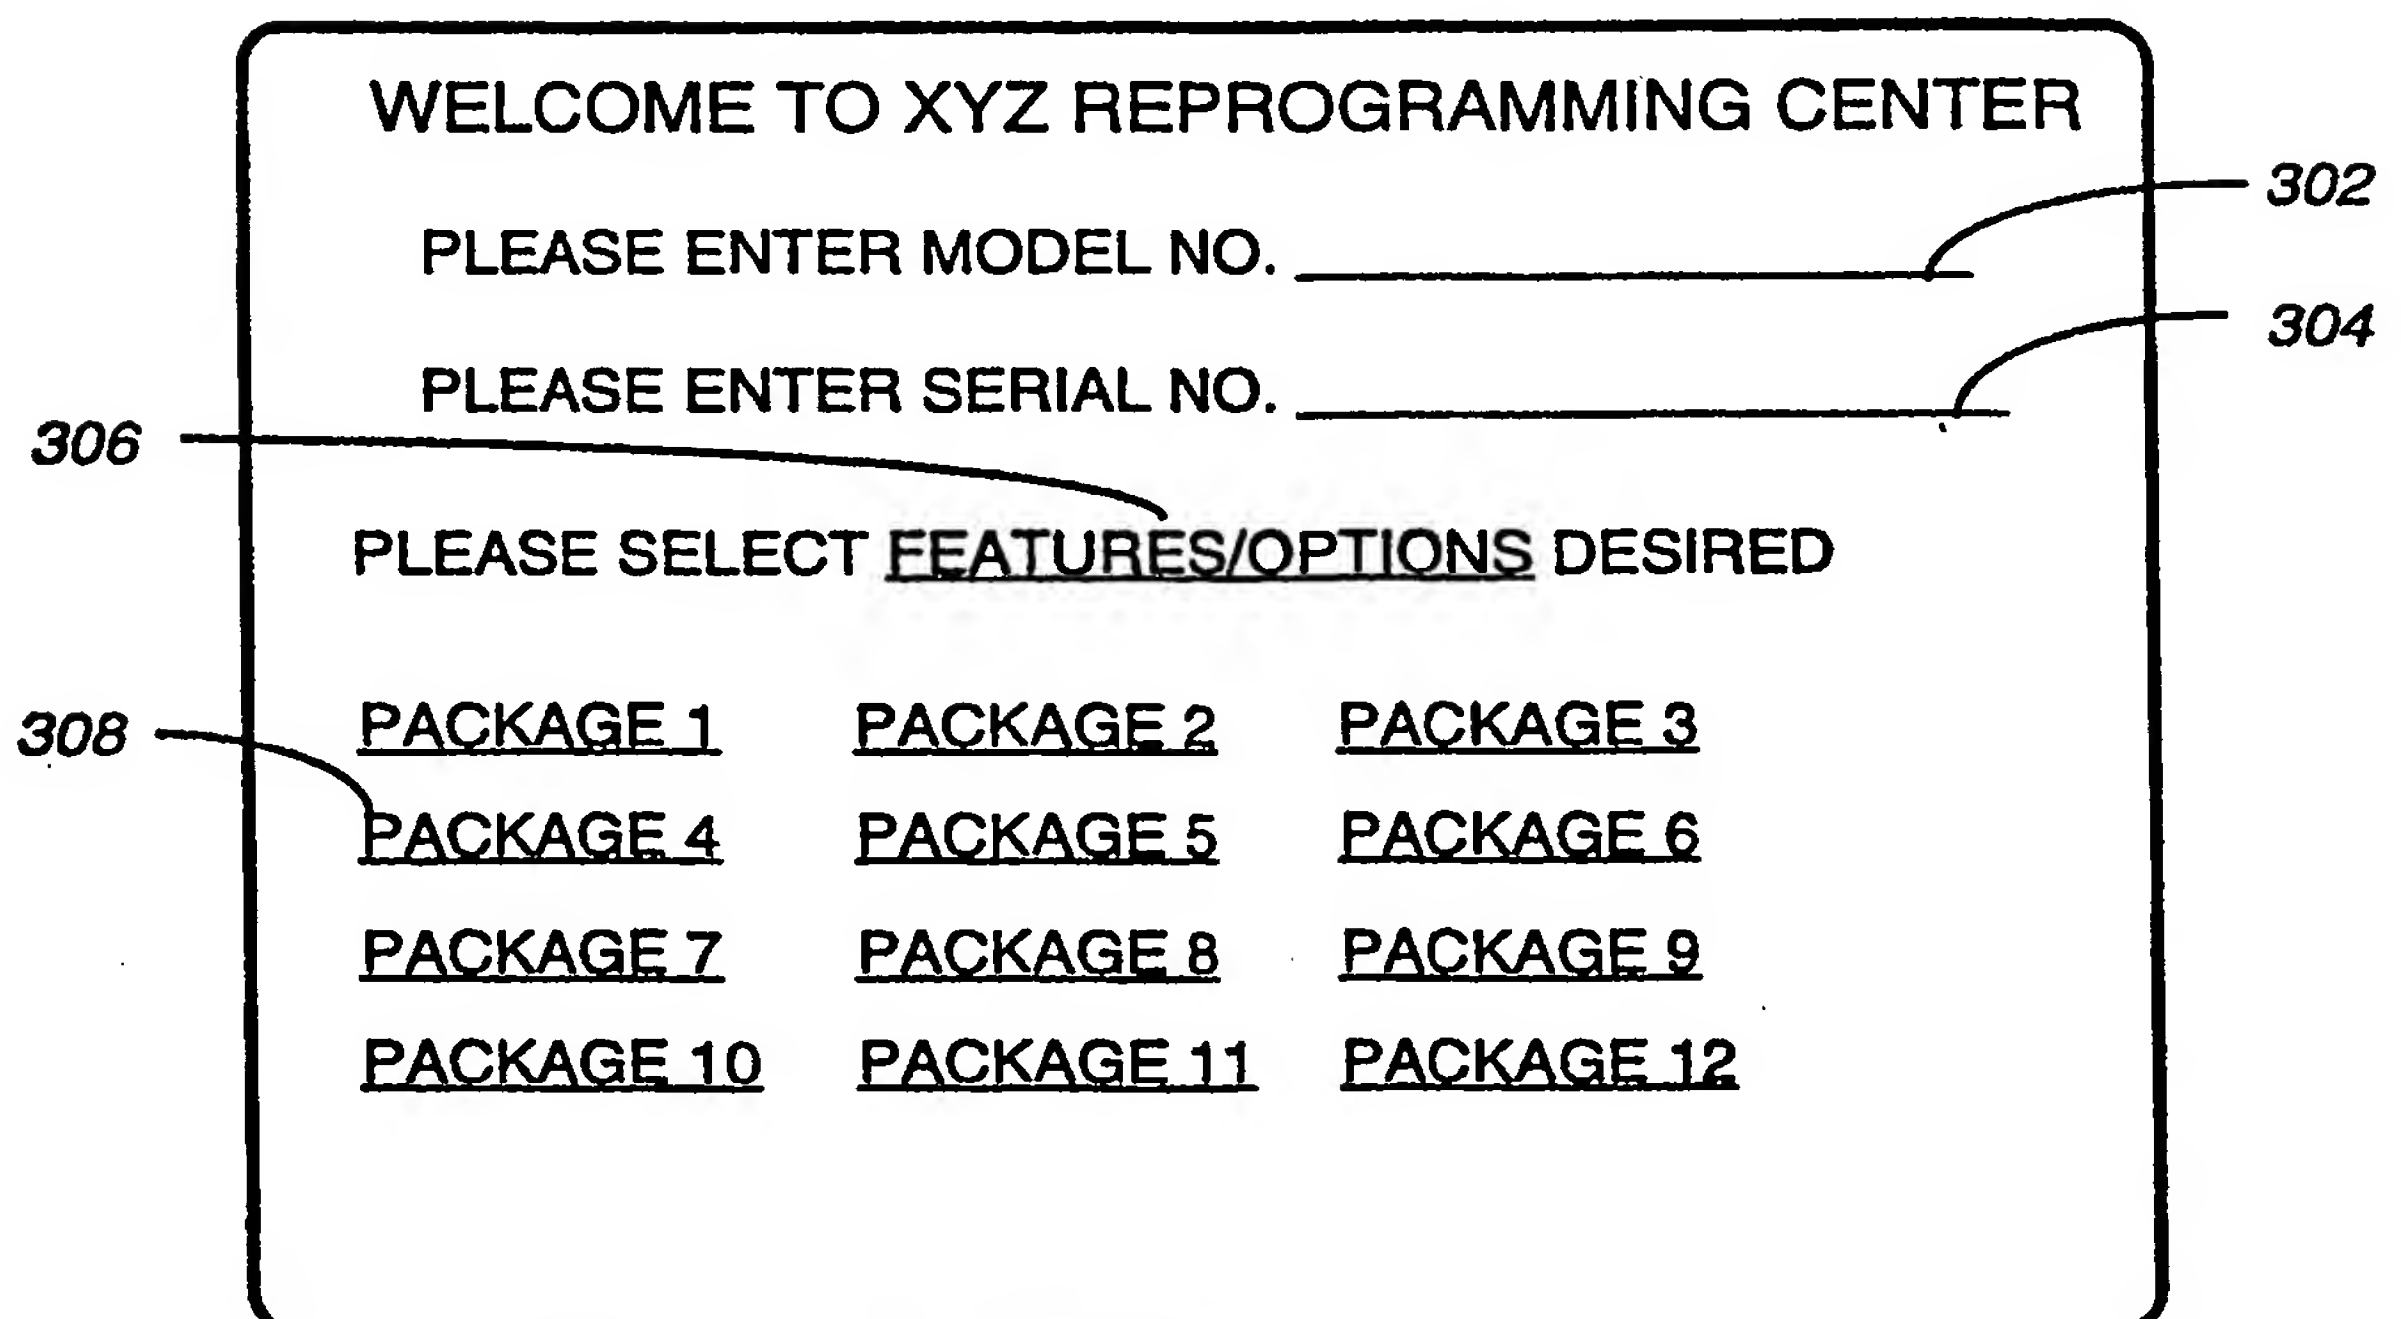 WELCOME TO XYZ REPROGRAMMING CENTER
302
PLEASE ENTER MODEL NO.
304
PLEASE ENTER SERIAL NO.
306
PLEASE SELECT FEATURES/OPTIONS DESIRED
308
PACKAGE 1 PACKAGE 2 PACKAGE 3
PACKAGE 4 PACKAGE 5 PACKAGE 6
PACKAGE 7 PACKAGE 8 PACKAGE 9
PACKAGE 10 PACKAGE 11 PACKAGE 12